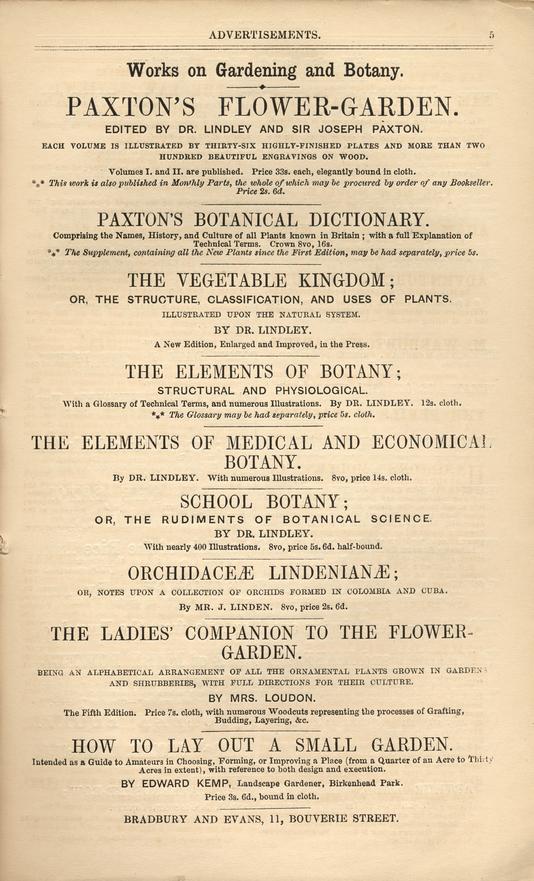 ADVERTISEMENTS. 5
Works on Gardening and Botany.
PAXTON'S FLOWER-GARDEN.
EDITED BY DR. LINDLEY AND SIR JOSEPH PAXTON.
EACH VOLUME IS ILLUSTRATED BY THIRTY-SIX HIGHLY-FINISHED PLATES AND MORE THAN TWO
HUNDRED BEAUTIFUL ENGRAVINGS ON WOOD.
Volumes I. and II. are published. Price 33s. each, elegantly bound in cloth.
*** This work is also published in Monthly Parts, the whole of which may be procured by order of any Bookseller.
Price 2s. 6d.
PAXTON'S BOTANICAL DICTIONARY.
Comprising the Names, History, and Culture of all Plants known in Britain; with a full Explanation of
Technical Terms. Crown 8vo, 16s.
*** The Supplement, containing all the New Plants since the First Edition, may be had separately, price 5s.
THE VEGETABLE KINGDOM;
OR, THE STRUCTURE, CLASSIFICATION, AND USES OF PLANTS.
ILLUSTRATED UPON THE NATURAL SYSTEM.
BY DR. LINDLEY.
A New Edition, Enlarged and Improved, in the Press.
THE ELEMENTS OF BOTANY;
STRUCTURAL AND PHYSIOLOGICAL.
With a Glossary of Technical Terms, and numerous Illustrations. By DR. LINDLEY. 12s. cloth.
*** The Glossary may be had separately, price 5s. cloth.
THE ELEMENTS OF MEDICAL AND ECONOMICAL
BOTANY.
By DR. LINDLEY. With numerous Illustrations. 8vo, price 14s. cloth.
SCHOOL BOTANY;
OR, THE RUDIMENTS OF BOTANICAL SCIENCE.
BY DR. LINDLEY.
With nearly 400 Illustrations. 8vo, price 5s. 6d. half-bound.
ORCHIDACEÆ LINDENIANÆ;
OR, NOTES UPON A COLLECTION OF ORCHIDS FORMED IN COLOMBIA AND CUBA.
By MR. J. LINDEN. 8vo, price 2s. 6d.
THE LADIES' COMPANION TO THE FLOWER-
GARDEN.
BEING AN ALPHABETICAL ARRANGEMENT OF ALL THE ORNAMENTAL PLANTS GROWN IN GARDENS
AND SHRUBBERIES, WITH FULL DIRECTIONS FOR THEIR CULTURE.
BY MRS. LOUDON.
The Fifth Edition. Price 7s. cloth, with numerous Woodcuts representing the processes of Grafting,
Budding, Layering, &c.
HOW TO LAY OUT A SMALL GARDEN.
Intended as a Guide to Amateurs in Choosing, Forming, or Improving a Place (from a Quarter of an Acre to Thirty
Acres in extent), with reference to both design and execution.
BY EDWARD KEMP, Landscape Gardener, Birkenhead Park.
Price 3s. 6d., bound in cloth.
BRADBURY AND EVANS, 11, BOUVERIE STREET.